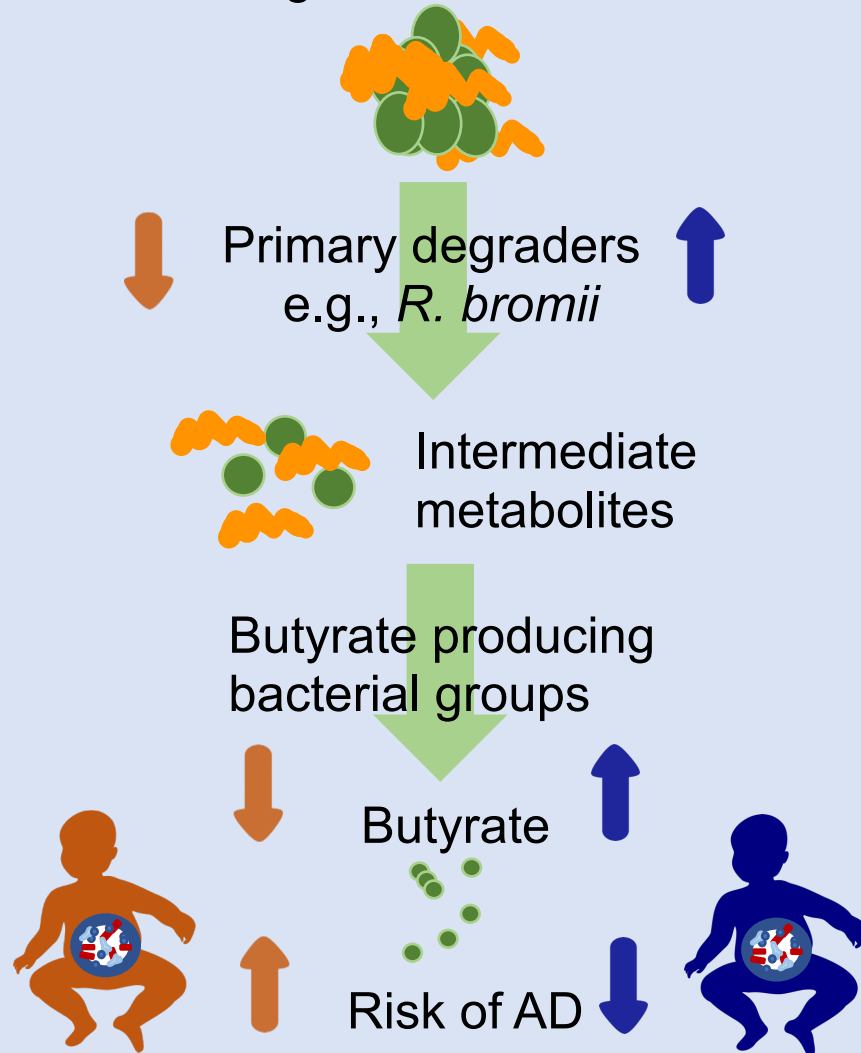 Primary degraders
e.g., R. bromii
Intermediate
metabolites
Butyrate producing
bacterial groups
Butyrate
Risk of AD